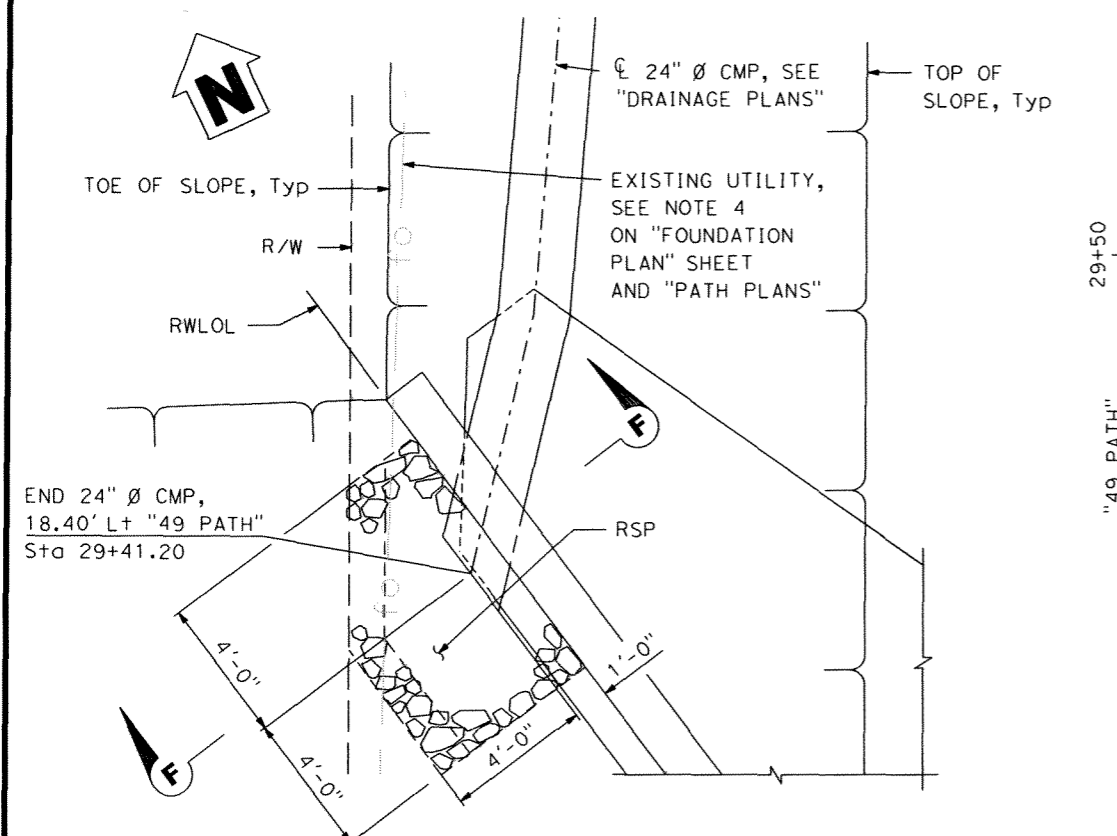 N
℄ 24" Ø CMP, SEE
"DRAINAGE PLANS"
TOP OF
SLOPE, Typ
TOE OF SLOPE, Typ
EXISTING UTILITY,
SEE NOTE 4
ON "FOUNDATION
PLAN" SHEET
AND "PATH PLANS"
R/W
fo
29+50
RWLOL
F
"49 PATH"
END 24" Ø CMP,
18.40' Lt "49 PATH"
Sta 29+41.20
RSP
fo
4'-0"
1'-0"
4'-0"
4'-0"
F